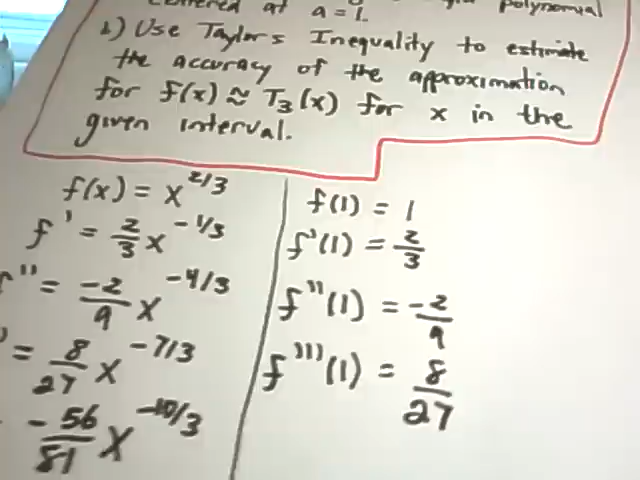 centered at a = 1
b) Use Taylor's Inequality to estimate
the accuracy of the approximation
for f(x) ≈ T₃(x) for x in the
given interval.
f(x) = x^2/3
f' = 2/3 x^-1/3
f'' = -2/9 x^-4/3
' = 8/27 x^-7/3
-56/81 x^-10/3
f(1) = 1
f'(1) = 2/3
f''(1) = -2/9
f'''(1) = 8/27